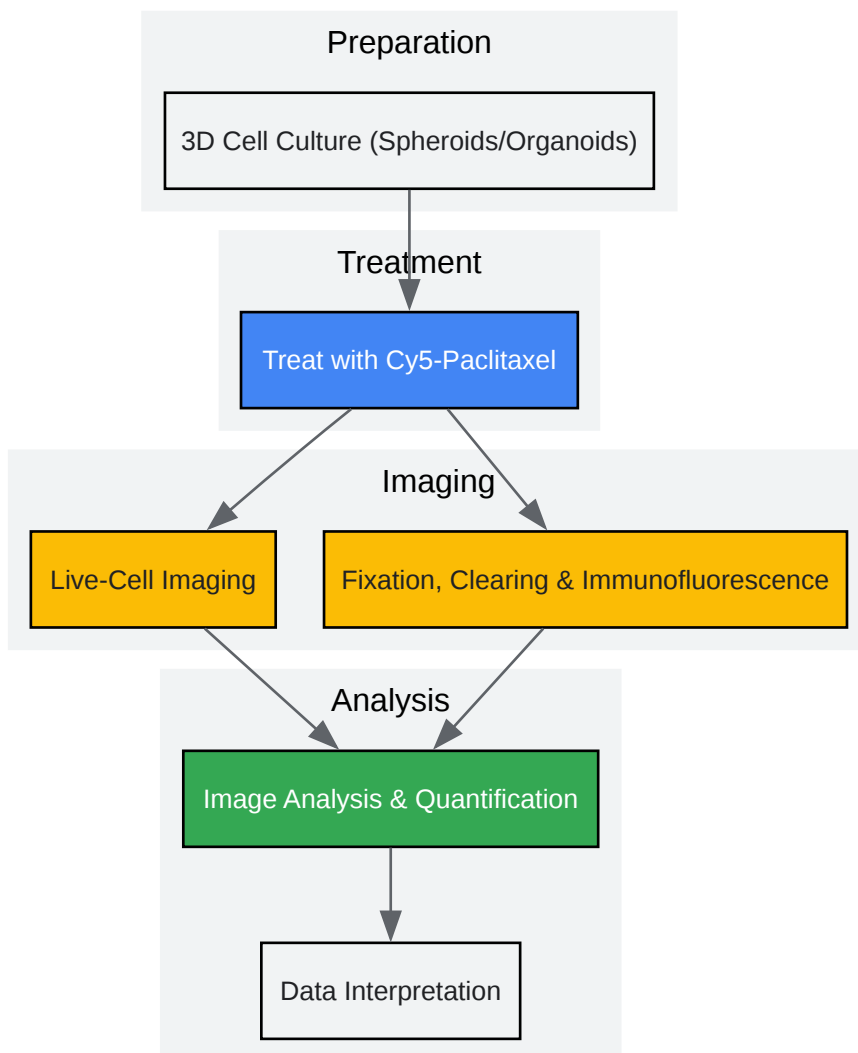 Preparation
3D Cell Culture (Spheroids/Organoids)
Treatment
Treat with Cy5-Paclitaxel
Imaging
Live-Cell Imaging
Fixation, Clearing & Immunofluorescence
Analysis
Image Analysis & Quantification
Data Interpretation